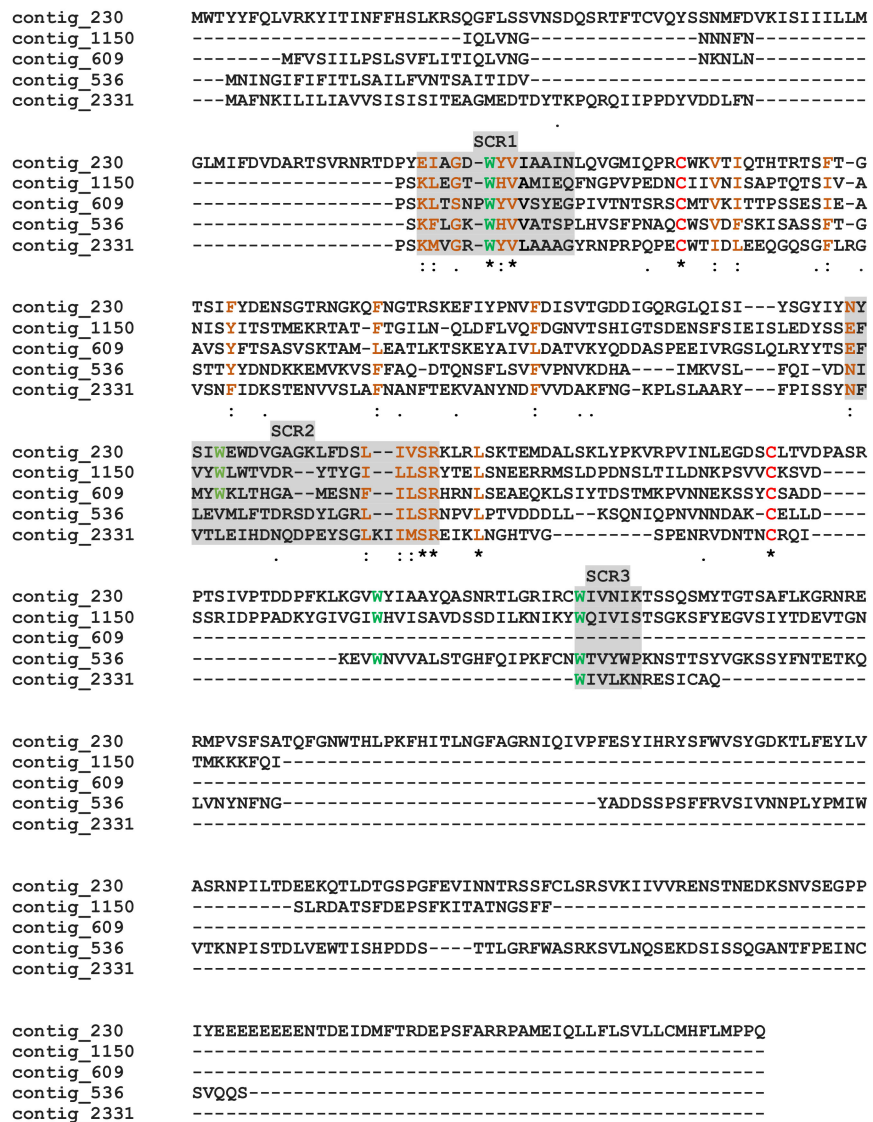 contig_230 MWTYYFQLVRKYITINFFHSLKRSQGFLSSVNSDQSRTFTCVQYSSNMFDVKISIIILLM
contig_1150 ------------------------IQLVNG---------------NNNFN----------
contig_609 --------MFVSIILPSLSVFLITIQLVNG---------------NKNLN----------
contig_536 ---MNINGIFIFITLSAILFVNTSAITIDV------------------------------
contig_2331 ---MAFNKILILIAVVSISISITEAGMEDTDYTKPQRQIIPPDYVDDLFN----------
.
SCR1
contig_230 GLMIFDVDARTSVRNRTDPYEIAGD-WYVIAAINLQVGMIQPRCWKVTIQTHTRTSFT-G
contig_1150 ------------------PSKLEGT-WHVAMIEQFNGPVPEDNCIIVNISAPTQTSIV-A
contig_609 ------------------PSKLTSNPWYVVSYEGPIVTNTSRSCMTVKITTPSSESIE-A
contig_536 ------------------SKFLGK-WHVVATSPLHVSFPNAQCWSVDFSKISASSFT-G
contig_2331 ------------------PSKMVGR-WYVLAAAGYRNPRPQPECWTIDLEEQGQSGFLRG
:: . *:* . * : : .: .
contig_230 TSIFYDENSGTRNGKQFNGTRSKEFIYPNVFDISVTGDDIGQRGLQISI---YSGYIYNY
contig_1150 NISYITSTMEKRTAT-FTGILN-QLDFLVQFDGNVTSHIGTSDENSFSIEISLEDYSSEF
contig_609 AVSYFTSASVSKTAML-LEATLKTSKEYAIVLDATVKYQDDASPEEIVRGSLQLRYYTSEF
contig_536 STTYYDNDKKEMVKVSFFAQ-DTQNSFLSVFVPNVKDHA---IMKVSL---FQI-VDNI
contig_2331 VSNFIDKSTENVVSLAFNANFTEKVANYNDFVVDAKFNG-KPLSLAARY---FPISSYNF
: . : . : .. :
SCR2
contig_230 SIWEWDVGAGKLFDSL--IVSRKLRLSKTEMDALSKLYPKVRPVINLEGDSCLTVDPASR
contig_1150 VYWLWTVDR--YTYGI--LLSRYTELSNEERRMSLDPDNSLTILDNKPSVVCKSVD----
contig_609 MYWKLTHGA--MESNF--ILSRHRNLSEAEQKLSIYTDSTMKPVVNNEKSSYCSADD---
contig_536 LEVMLFTDRSDYLGRL--ILSRNPVLPTVDDLL--KSQNIQPNVNNDAK-CELLD----
contig_2331 VTLEIHDNQDPEYSGLKIIMSREIKLNGHTVG------SPENRVDNTNCRQI------
. : ::** * . *
SCR3
contig_230 PTSIVPTDDPFKLKGVWYIAAYQASNRTLGRIRCWIVNIKTSSQSMYTGTSAFLKGRNRE
contig_1150 SSRIDPPADKYGIVGIWHVISAVDSSDILKNIKYWQIVISTSGKSFYEGVSIYTDEVTGN
contig_609 ------------------------------------------------------------
contig_536 -------------KEVWNVVALSTGHFQIPKFCNWTVYWPKNSTTSYVGKSSYFNTETKQ
contig_2331 ----------------------------------WIVLKNRESICAQ-------------
contig_230 RMPVSFSATQFGNWTHLPKFHITLNGFAGRNIQIVPFESYIHRYSFWVSYGDKTLFEYLV
contig_1150 TMKKKFQI----------------------------------------------------
contig_609 ------------------------------------------------------------
contig_536 LVNYNFNG----------------------------YADDSSPSFFRVSIVNNPLYPMIW
contig_2331 ------------------------------------------------------------
contig_230 ASRNPILTDEEKQTLDTGSPGFEVINNTRSSFCLSRSVKIIVVRENSTNEDKSNVSEGPP
contig_1150 ---------SLRDATSFDEPSFKITATNGSFF----------------------------
contig_609 ------------------------------------------------------------
contig_536 VTKNPISTDLVEWTISHPDDS----TTLGRFWASRKSVLNQSEKDSISSQGANTFPEINC
contig_2331 ------------------------------------------------------------
contig_230 IYEEEEEEEENTDEIDMFTRDEPSFARRPAMEIQLLFLSVLLCMHFLMPPQ
contig_1150 ---------------------------------------------------
contig_609 ---------------------------------------------------
contig_536 SVQQS----------------------------------------------
contig_2331 ---------------------------------------------------